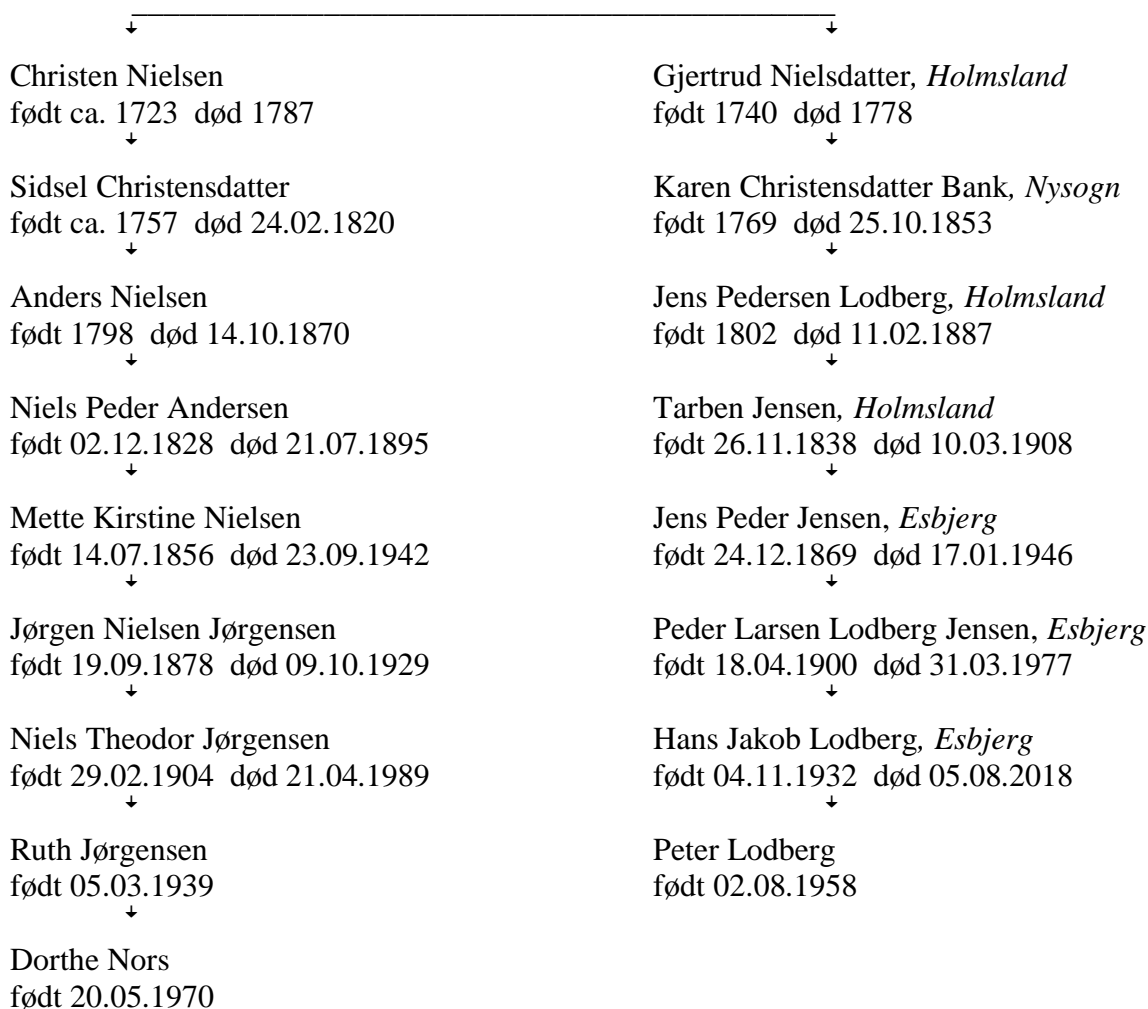 Christen Nielsen
født ca. 1723 død 1787
Sidsel Christensdatter
født ca. 1757 død 24.02.1820
Anders Nielsen
født 1798 død 14.10.1870
Niels Peder Andersen
født 02.12.1828 død 21.07.1895
Mette Kirstine Nielsen
født 14.07.1856 død 23.09.1942
Jørgen Nielsen Jørgensen
født 19.09.1878 død 09.10.1929
Niels Theodor Jørgensen
født 29.02.1904 død 21.04.1989
Ruth Jørgensen
født 05.03.1939
Dorthe Nors
født 20.05.1970
Gjertrud Nielsdatter, Holmsland
født 1740 død 1778
Karen Christensdatter Bank, Nysogn
født 1769 død 25.10.1853
Jens Pedersen Lodberg, Holmsland
født 1802 død 11.02.1887
Tarben Jensen, Holmsland
født 26.11.1838 død 10.03.1908
Jens Peder Jensen, Esbjerg
født 24.12.1869 død 17.01.1946
Peder Larsen Lodberg Jensen, Esbjerg
født 18.04.1900 død 31.03.1977
Hans Jakob Lodberg, Esbjerg
født 04.11.1932 død 05.08.2018
Peter Lodberg
født 02.08.1958